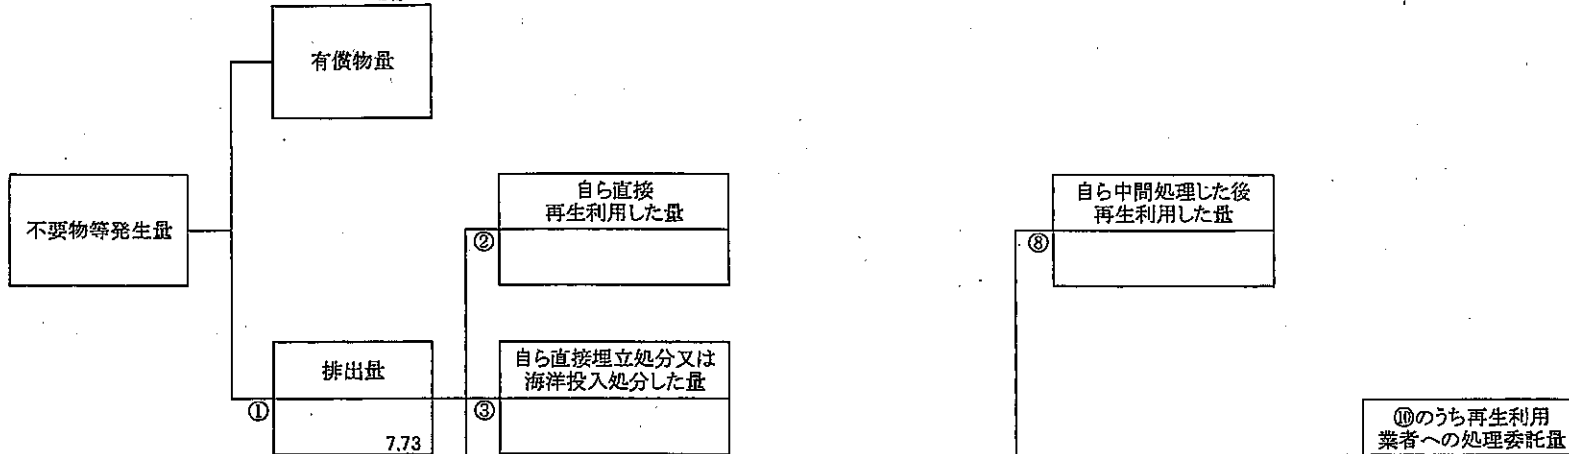 有償物量
不要物等発生量
自ら直接
再生利用した量
②
自ら中間処理した後
再生利用した量
⑧
排出量
①
7.73
自ら直接埋立処分又は
海洋投入処分した量
③
⑩のうち再生利用
業者への処理委託量